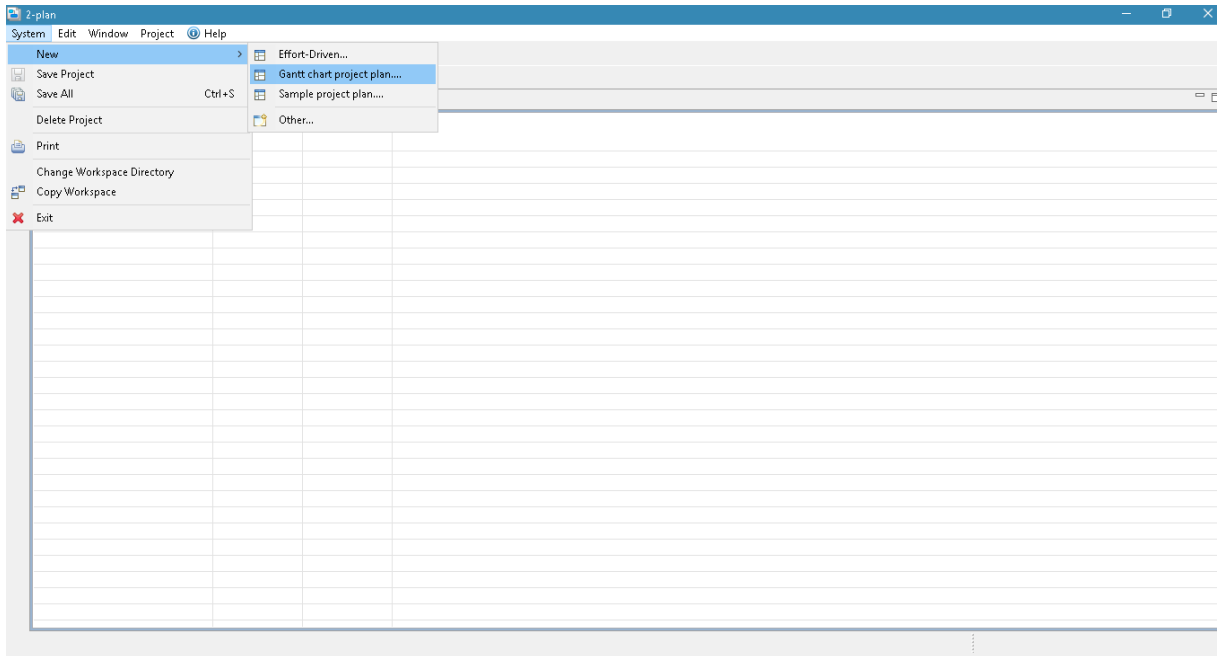 2-plan
System Edit Window Project Help
New
Effort-Driven...
Save Project
Gantt chart project plan....
Save All Ctrl+S
Sample project plan....
Delete Project
Other...
Print
Change Workspace Directory
Copy Workspace
Exit